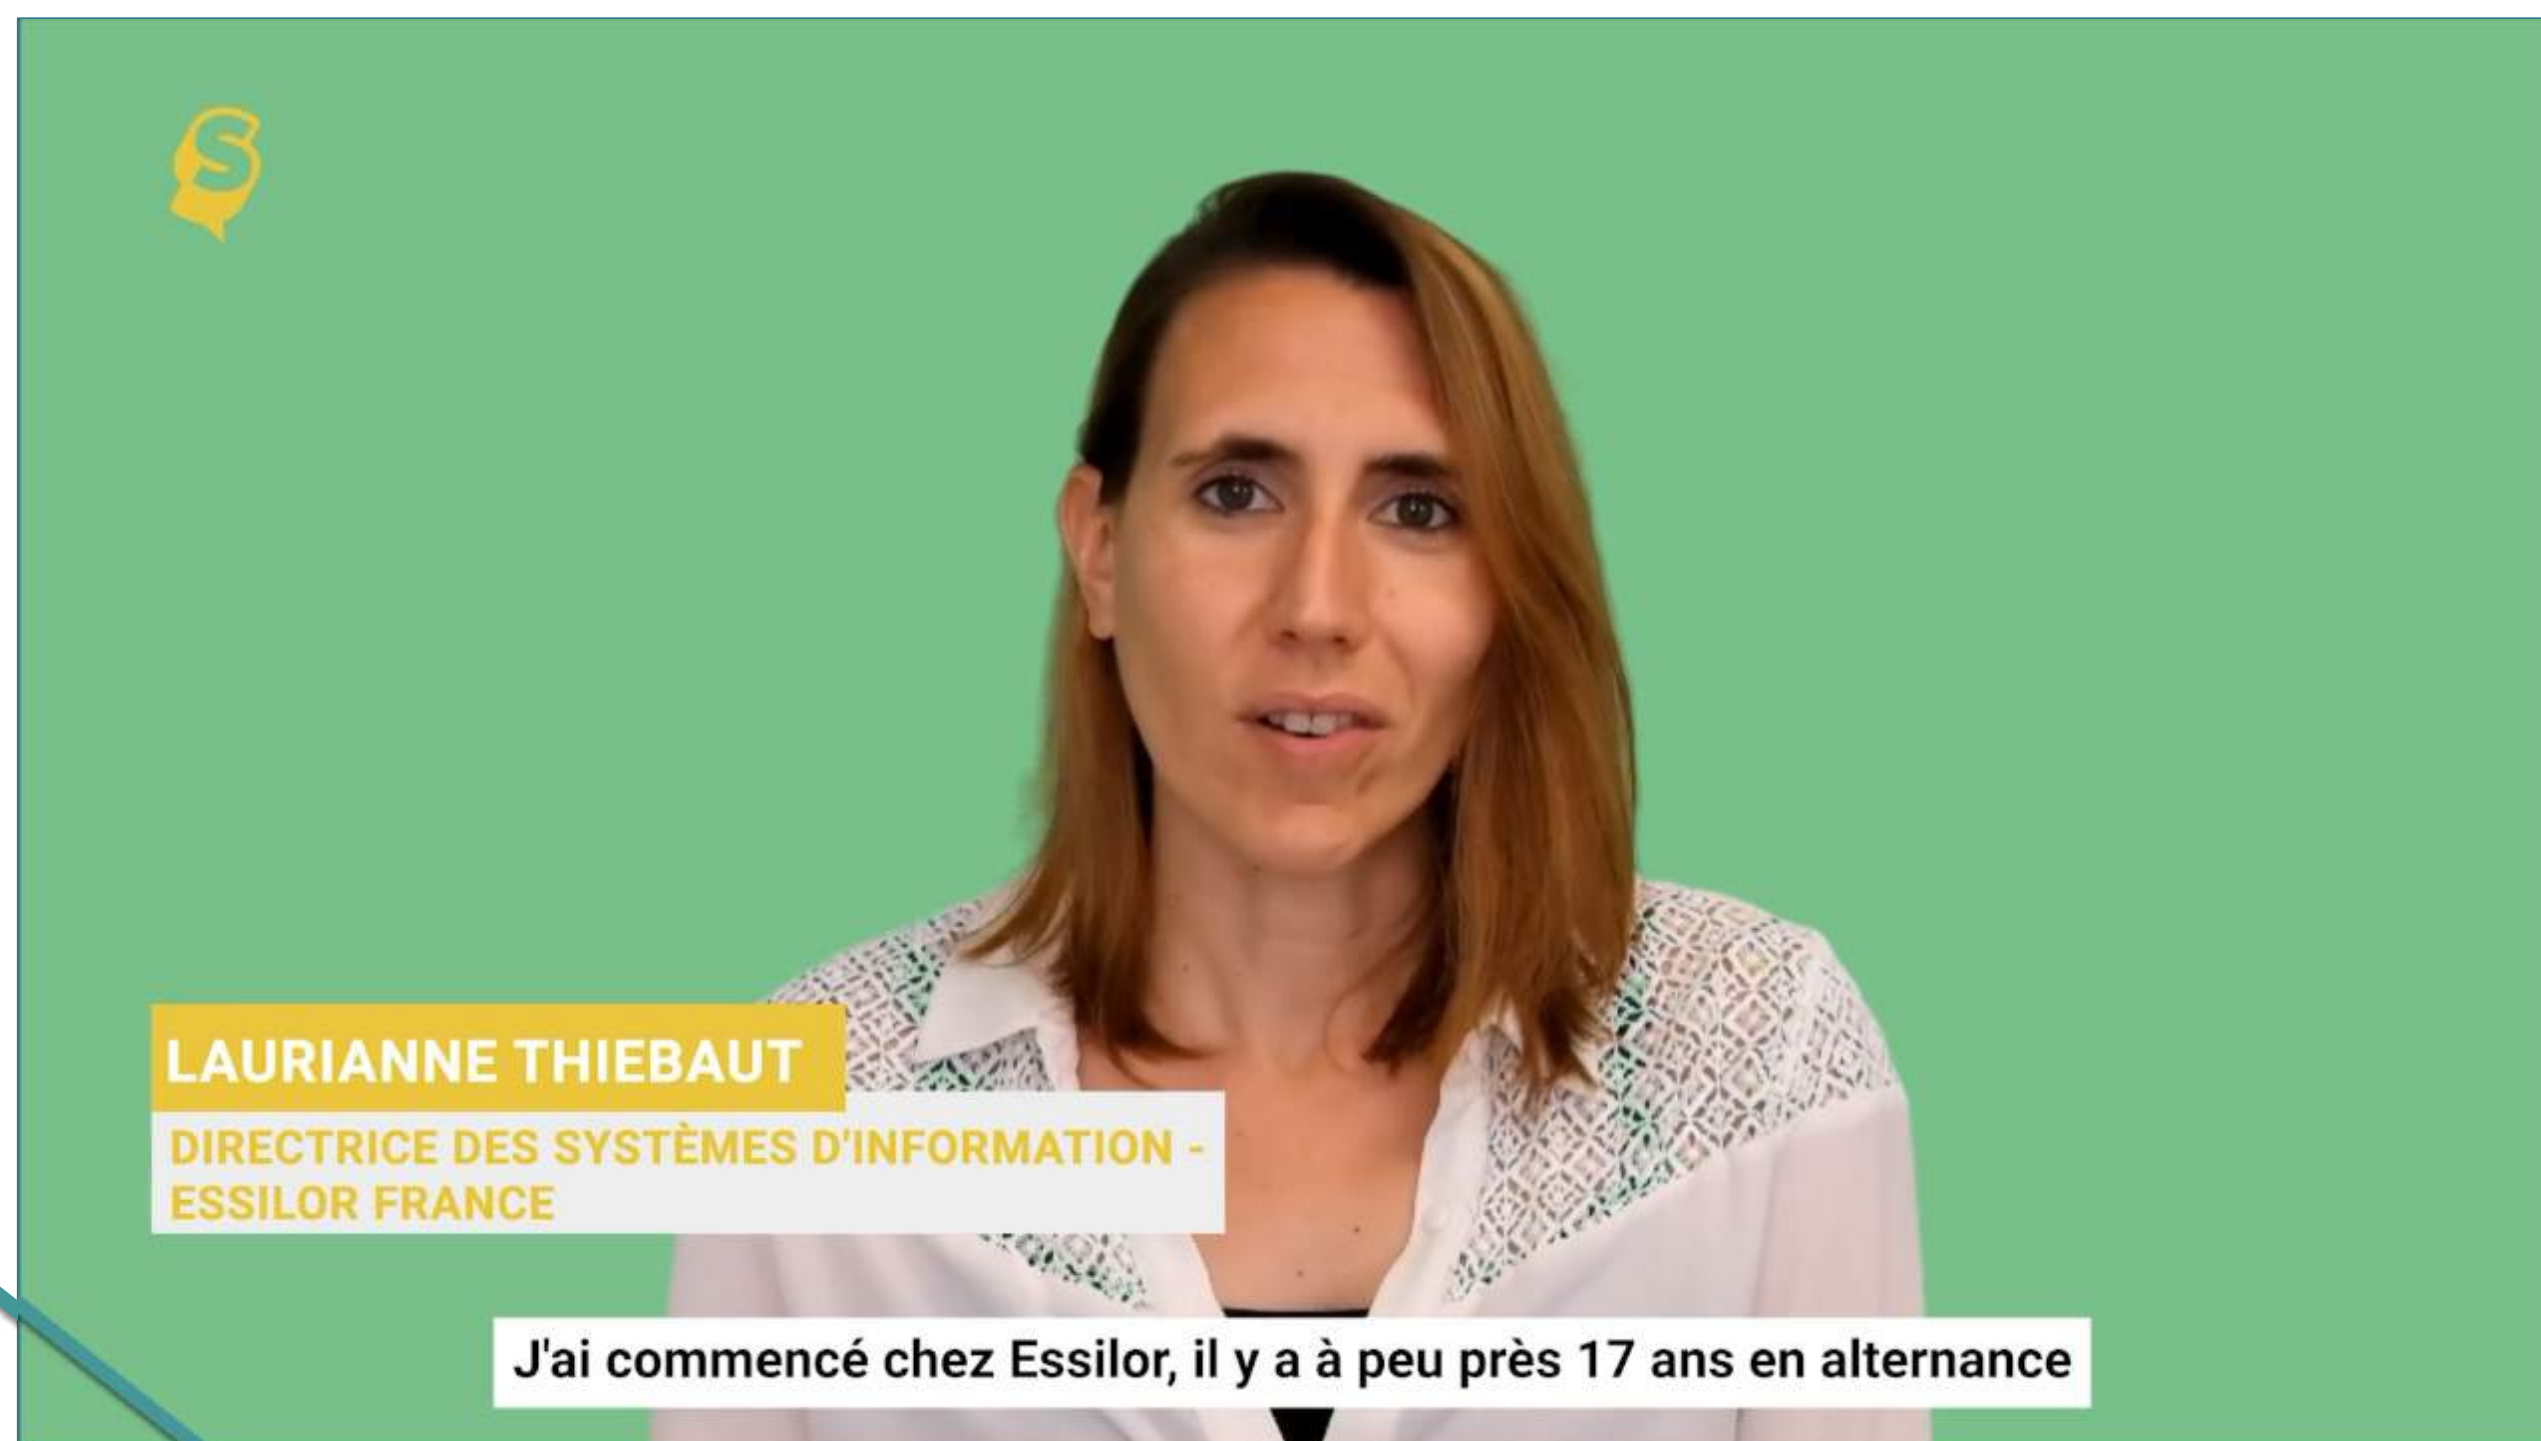 S
LAURIANNE THIEBAUT
DIRECTRICE DES SYSTÈMES D'INFORMATION -
ESSILOR FRANCE
J'ai commencé chez Essilor, il y a à peu près 17 ans en alternance